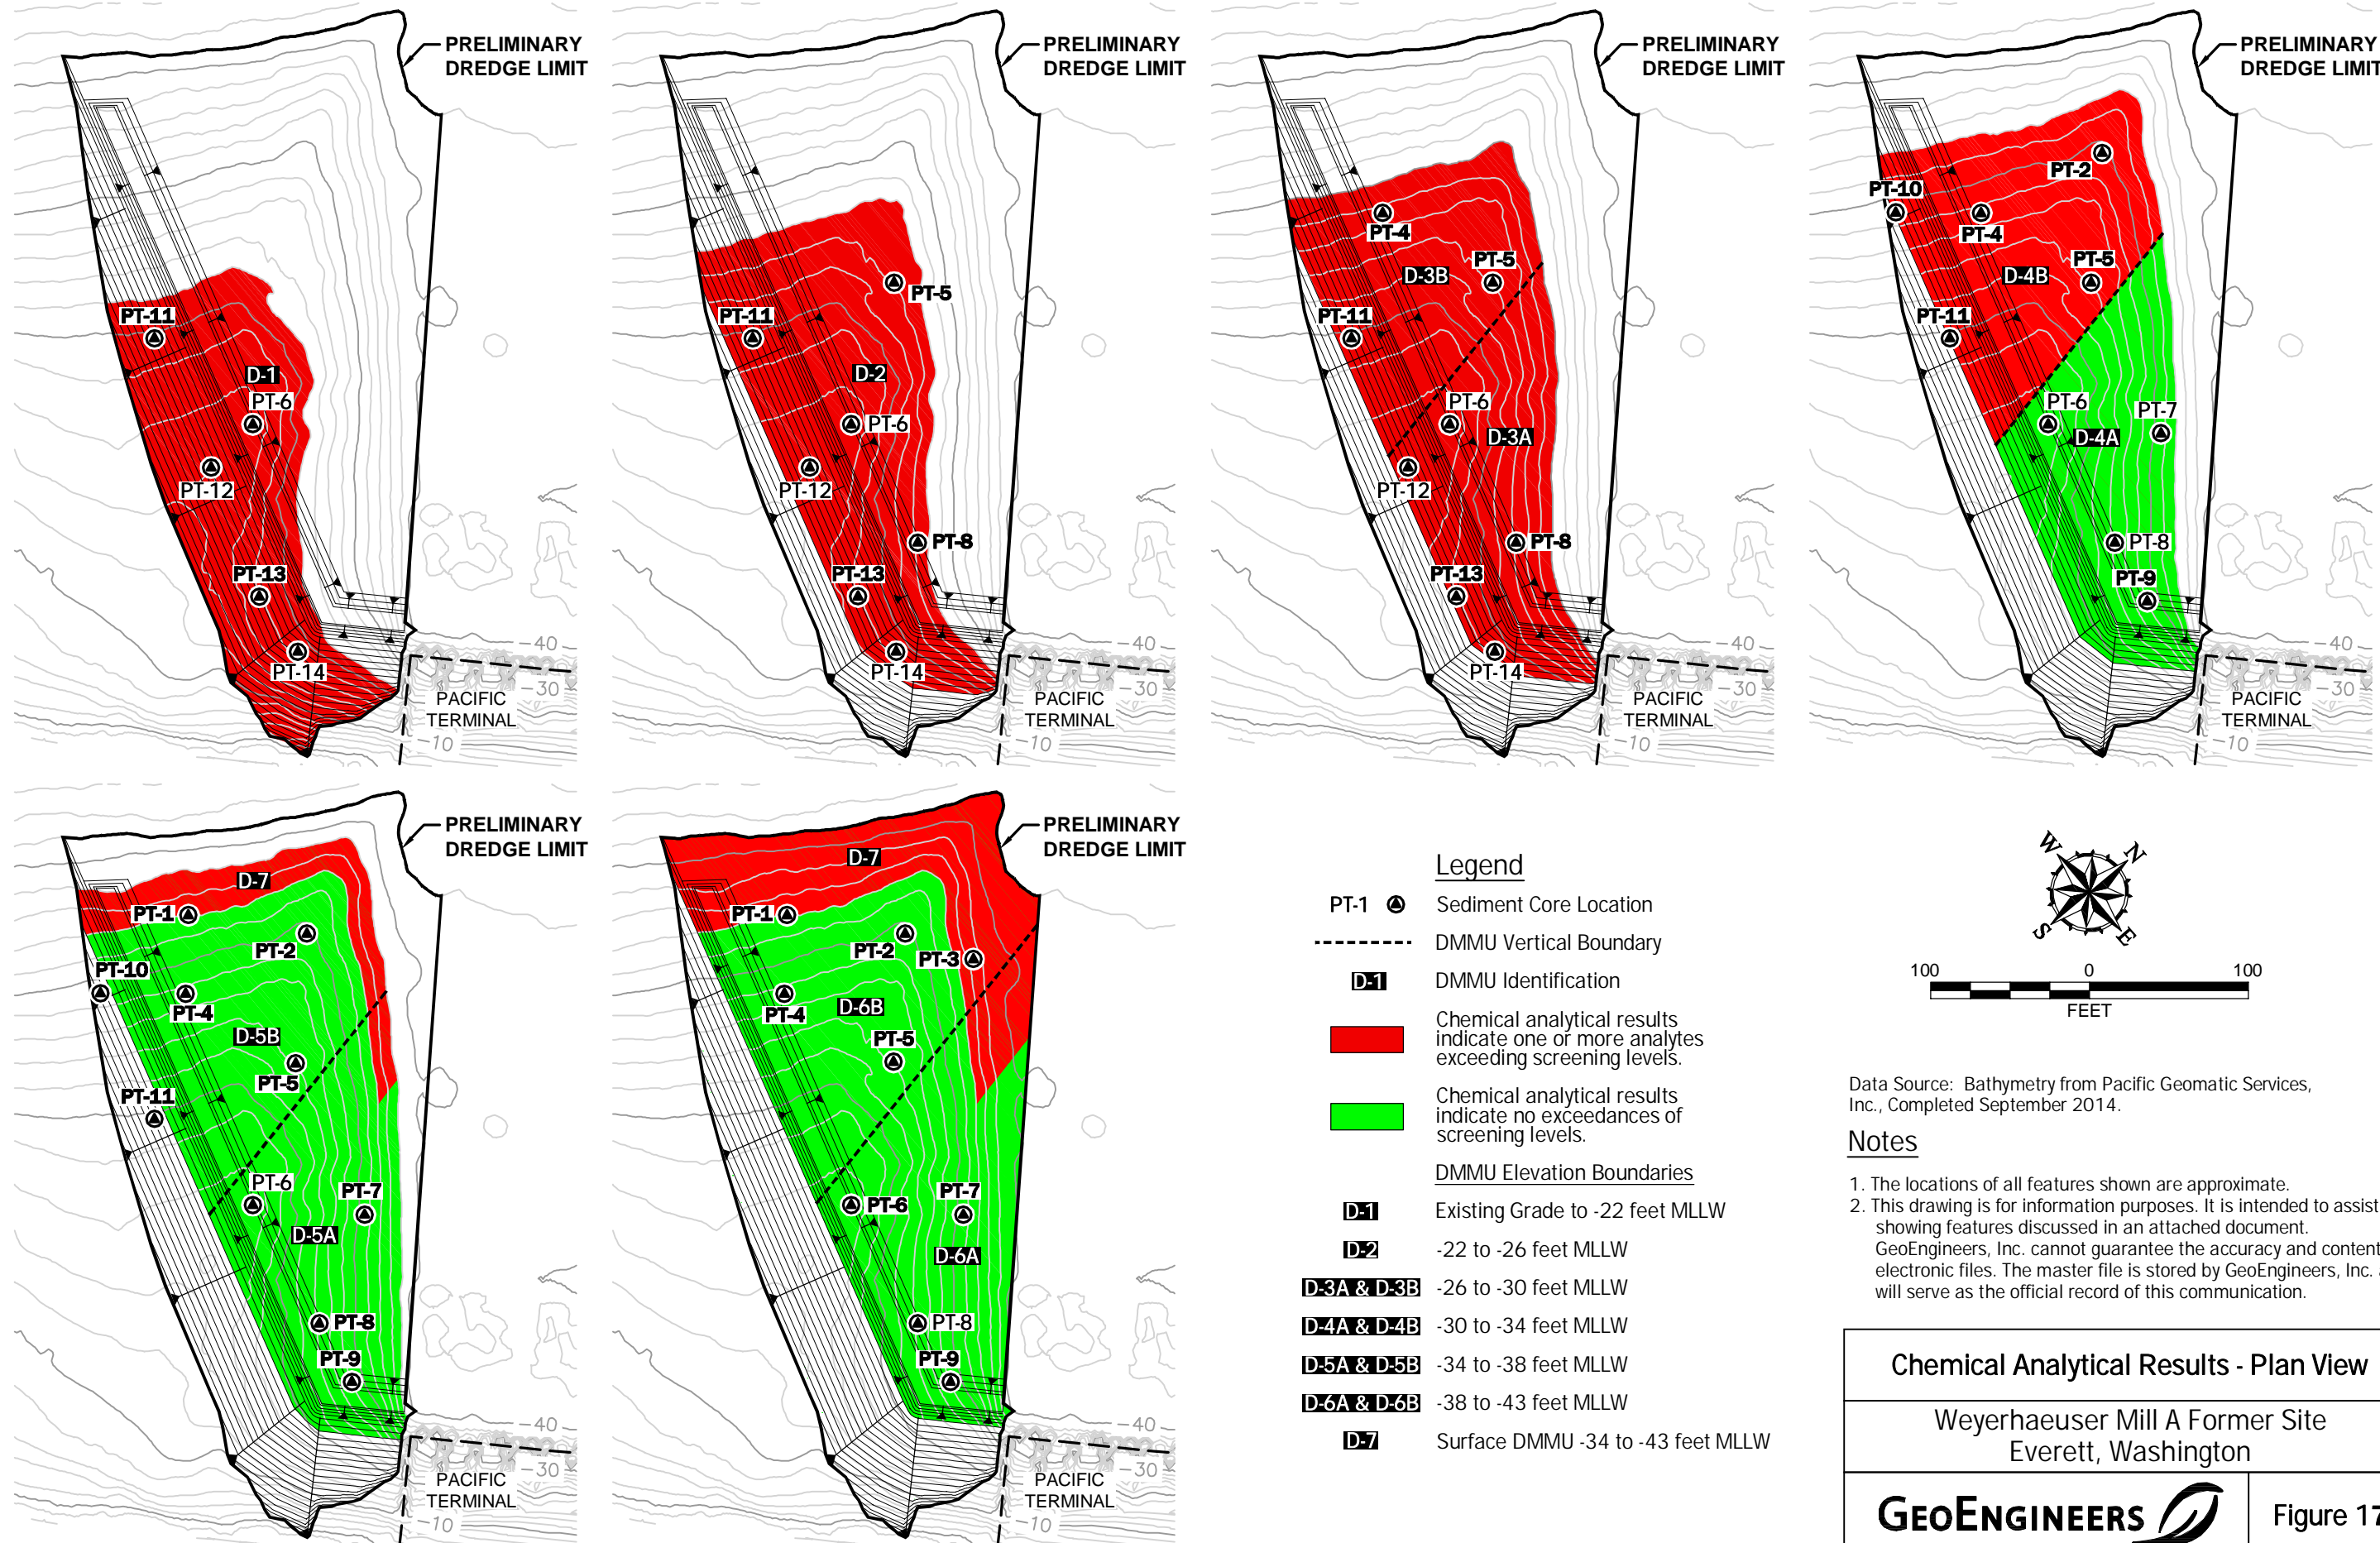 PRELIMINARY
DREDGE LIMIT
PT-11
D-1
PT-6
PT-12
PT-13
PT-14
-40
-30
PACIFIC
TERMINAL
-10
PRELIMINARY
DREDGE LIMIT
PT-5
PT-11
D-2
PT-6
PT-12
PT-8
PT-13
PT-14
-40
-30
PACIFIC
TERMINAL
-10
PRELIMINARY
DREDGE LIMIT
PT-4
PT-5
D-3B
PT-11
PT-6
D-3A
PT-12
PT-8
PT-13
PT-14
-40
-30
PACIFIC
TERMINAL
-10
PRELIMINARY
DREDGE LIMIT
PT-2
PT-10
PT-4
PT-5
D-4B
PT-11
PT-6
PT-7
D-4A
PT-8
PT-9
-40
-30
PACIFIC
TERMINAL
-10
PRELIMINARY
DREDGE LIMIT
D-7
PT-1
PT-2
PT-10
PT-4
D-5B
PT-5
PT-11
PT-6
PT-7
D-5A
PT-8
PT-9
-40
-30
PACIFIC
TERMINAL
-10
PRELIMINARY
DREDGE LIMIT
D-7
PT-1
PT-2
PT-3
PT-4
D-6B
PT-5
PT-6
PT-7
D-6A
PT-8
PT-9
-40
-30
PACIFIC
TERMINAL
-10
Legend
PT-1 Sediment Core Location
DMMU Vertical Boundary
D-1 DMMU Identification
Chemical analytical results
indicate one or more analytes
exceeding screening levels.
Chemical analytical results
indicate no exceedances of
screening levels.
DMMU Elevation Boundaries
D-1 Existing Grade to -22 feet MLLW
D-2 -22 to -26 feet MLLW
D-3A & D-3B -26 to -30 feet MLLW
D-4A & D-4B -30 to -34 feet MLLW
D-5A & D-5B -34 to -38 feet MLLW
D-6A & D-6B -38 to -43 feet MLLW
D-7 Surface DMMU -34 to -43 feet MLLW
W N
S E
100 0 100
FEET
Data Source: Bathymetry from Pacific Geomatic Services,
Inc., Completed September 2014.
Notes
1. The locations of all features shown are approximate.
2. This drawing is for information purposes. It is intended to assist
showing features discussed in an attached document.
GeoEngineers, Inc. cannot guarantee the accuracy and content
electronic files. The master file is stored by GeoEngineers, Inc.
will serve as the official record of this communication.
Chemical Analytical Results - Plan View
Weyerhaeuser Mill A Former Site
Everett, Washington
GEOENGINEERS
Figure 17